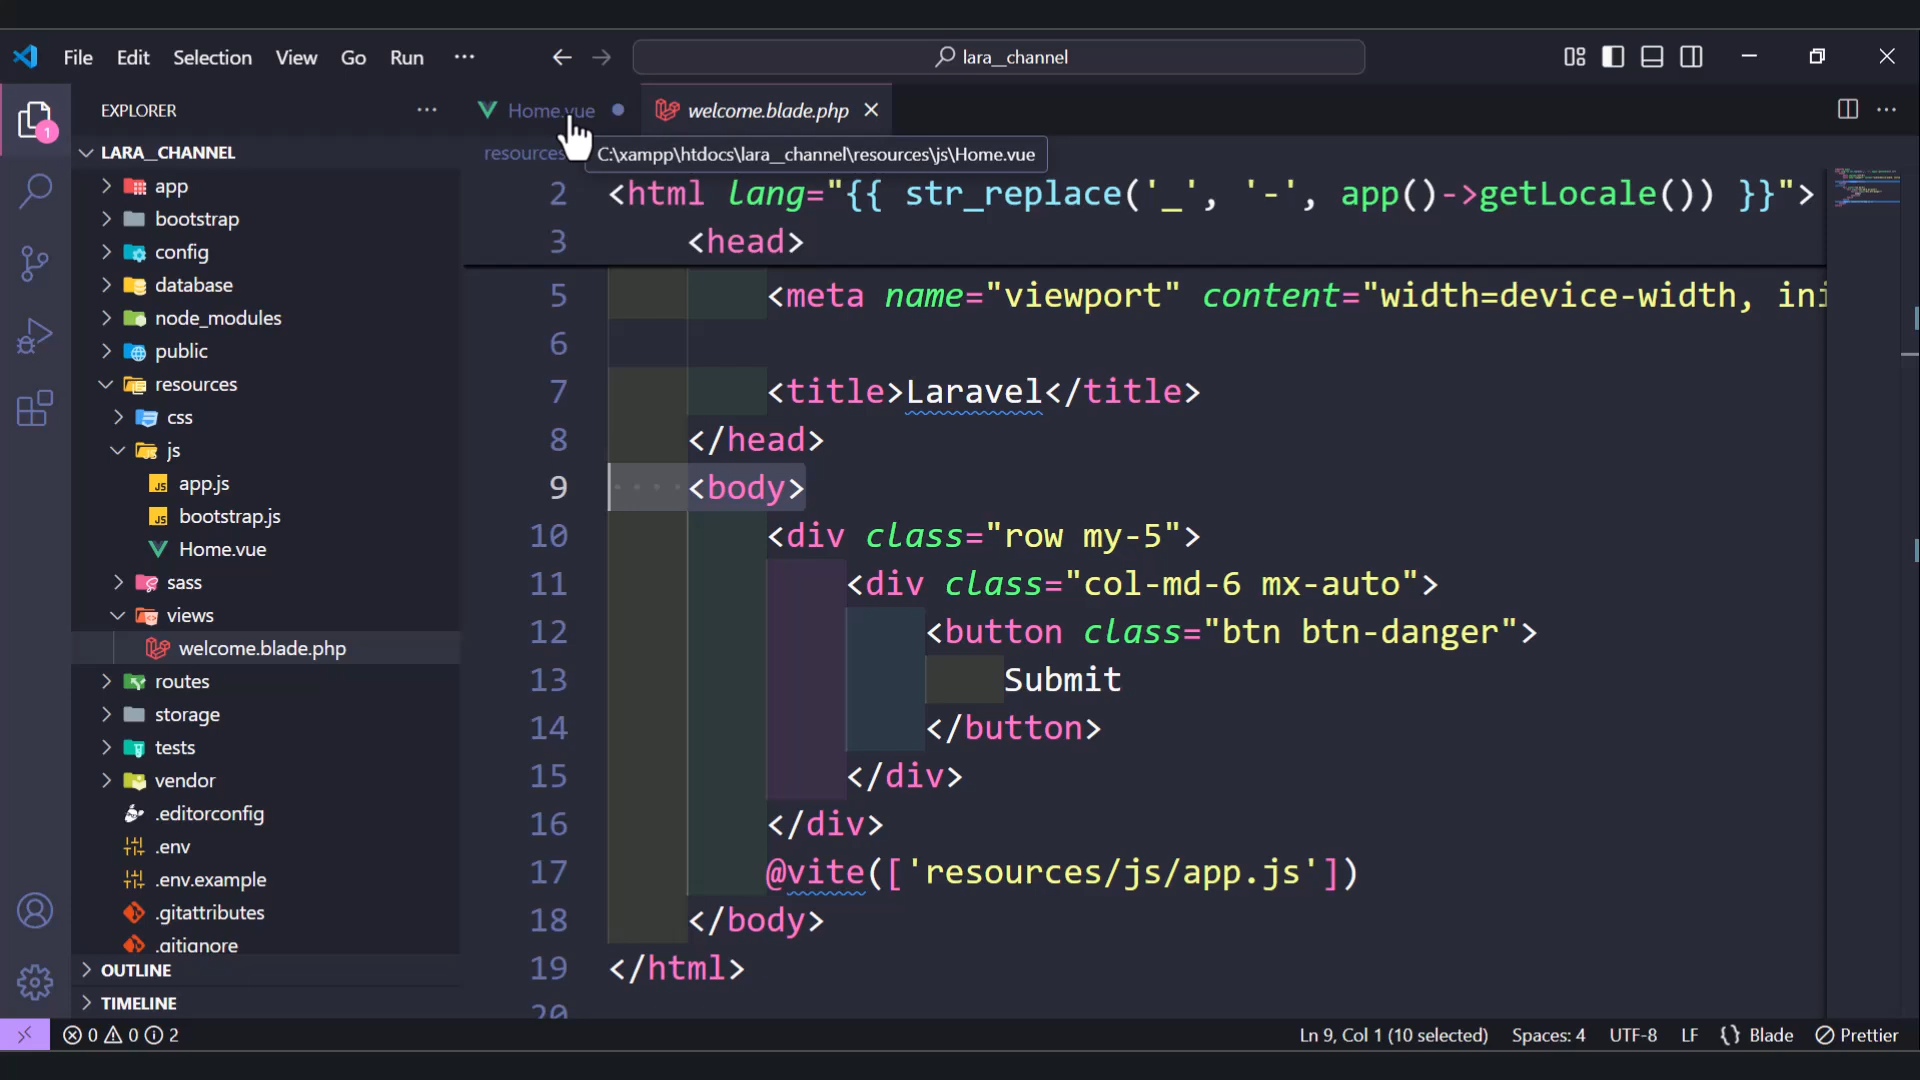 File Edit Selection View Go Run ··· lara__channel
EXPLORER ···
Home.vue welcome.blade.php
LARA__CHANNEL
resources
C:\xampp\htdocs\lara__channel\resources\js\Home.vue
1
app
bootstrap
config
database
node_modules
public
resources
css
js
app.js
bootstrap.js
Home.vue
sass
views
welcome.blade.php
routes
storage
tests
vendor
.editorconfig
.env
.env.example
.gitattributes
.gitignore
OUTLINE
TIMELINE
2 <html lang="{{ str_replace('_', '-', app()->getLocale()) }}">
3 <head>
5 <meta name="viewport" content="width=device-width, ini
6
7 <title>Laravel</title>
8 </head>
9 <body>
10 <div class="row my-5">
11 <div class="col-md-6 mx-auto">
12 <button class="btn btn-danger">
13 Submit
14 </button>
15 </div>
16 </div>
17 @vite(['resources/js/app.js'])
18 </body>
19 </html>
20
0 0 2 Ln 9, Col 1 (10 selected) Spaces: 4 UTF-8 LF {} Blade Prettier